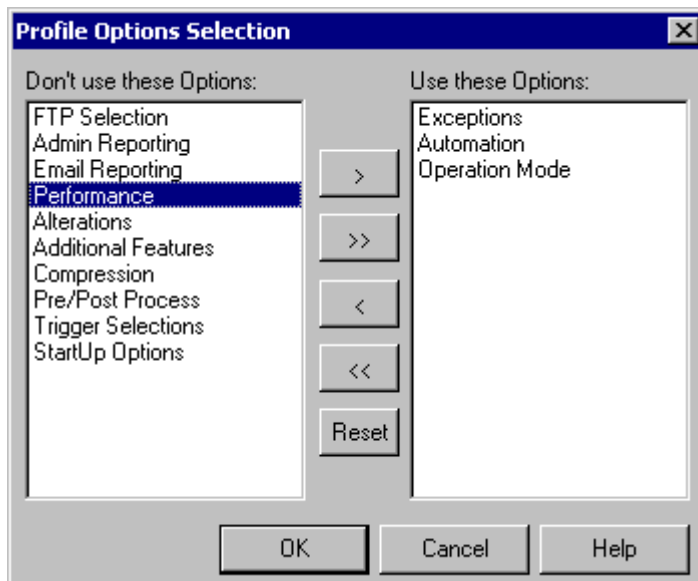 Profile Options Selection
Don't use these Options:
Use these Options:
FTP Selection
Admin Reporting
Email Reporting
Performance
Alterations
Additional Features
Compression
Pre/Post Process
Trigger Selections
StartUp Options
>
>>
<
<<
Reset
Exceptions
Automation
Operation Mode
OK
Cancel
Help